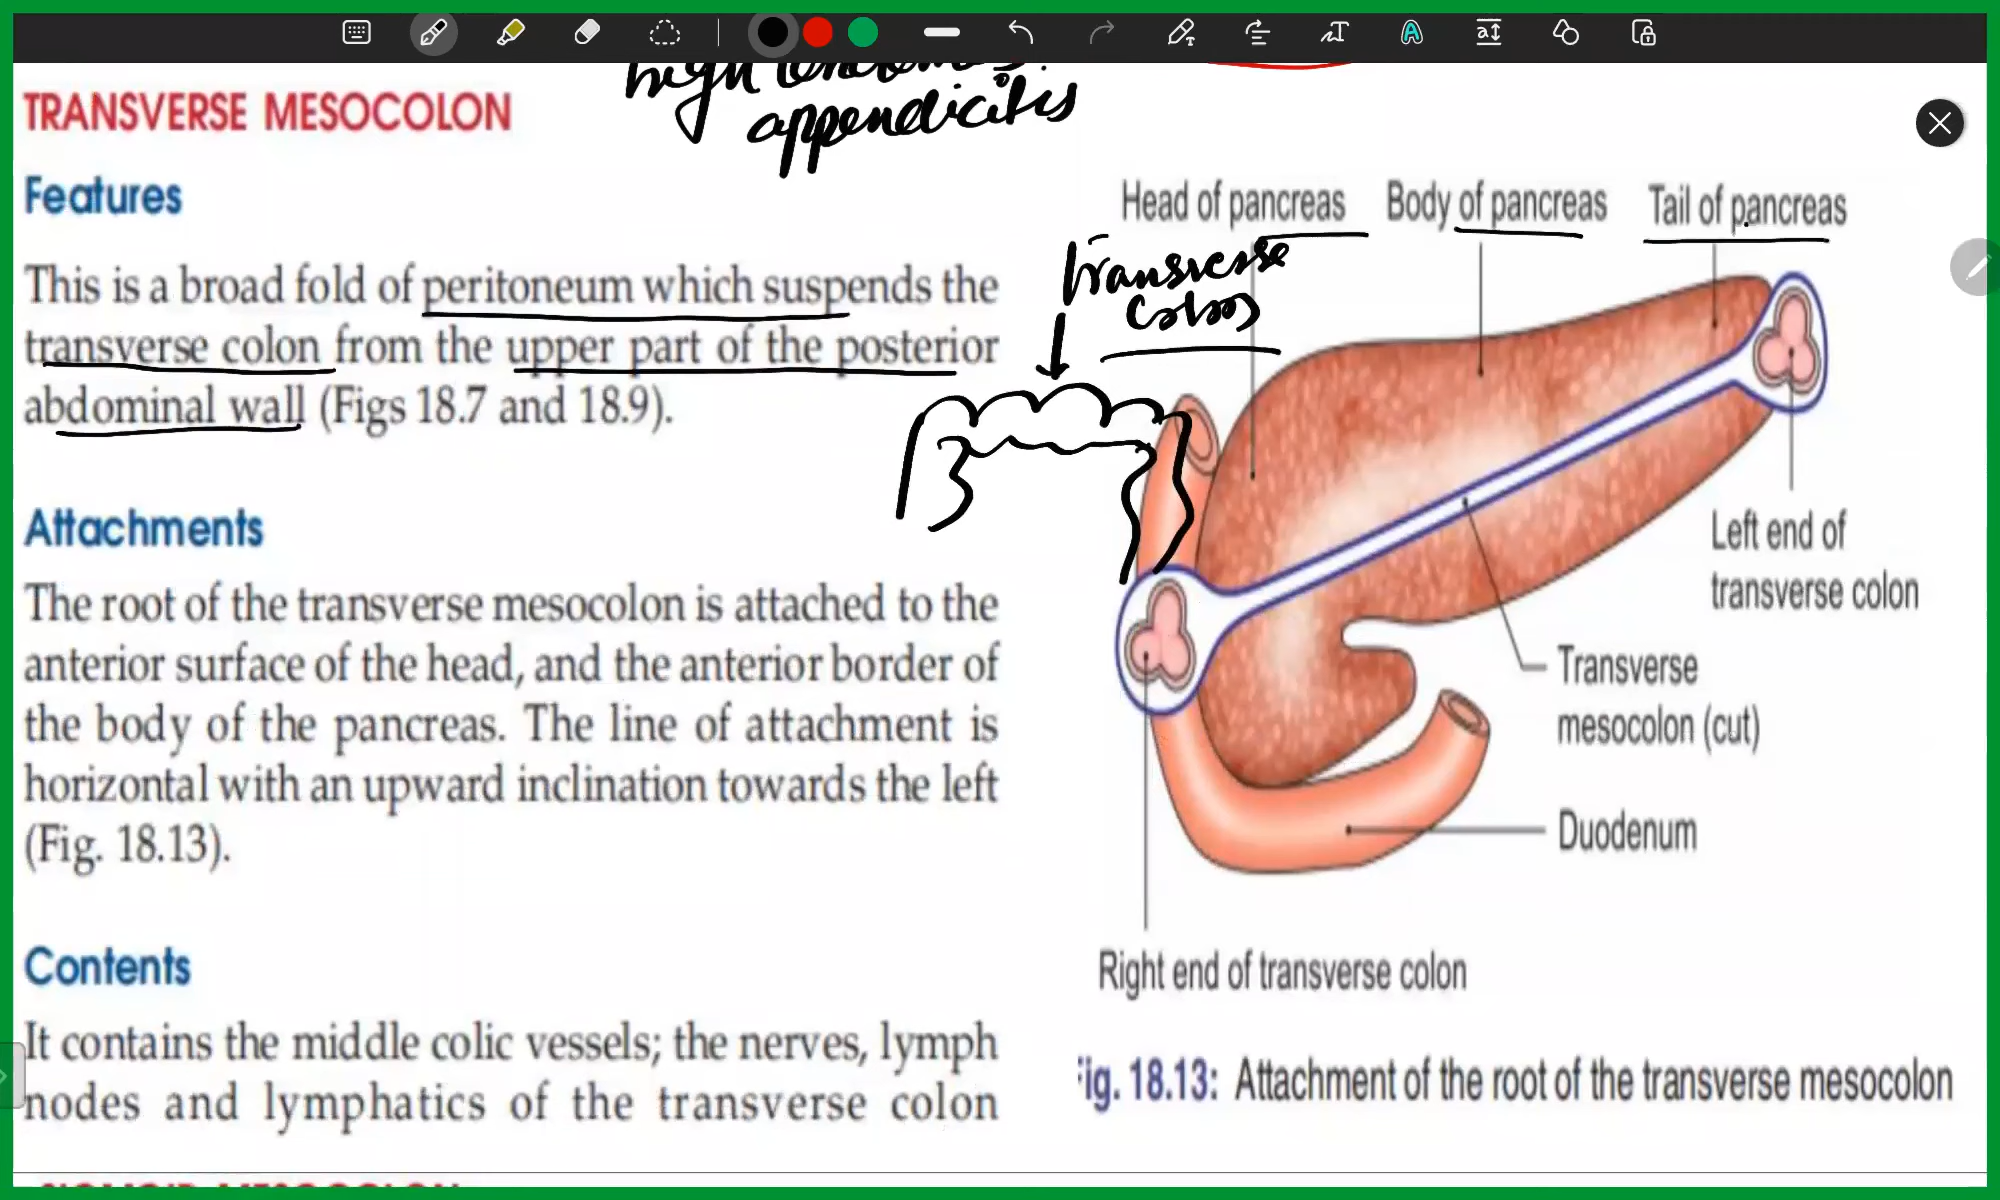 appendicitis
TRANSVERSE MESOCOLON
Features
This is a broad fold of peritoneum which suspends the
transverse colon from the upper part of the posterior
abdominal wall (Figs 18.7 and 18.9).
Attachments
The root of the transverse mesocolon is attached to the
anterior surface of the head, and the anterior border of
the body of the pancreas. The line of attachment is
horizontal with an upward inclination towards the left
(Fig. 18.13).
Contents
It contains the middle colic vessels; the nerves, lymph
nodes and lymphatics of the transverse colon
Head of pancreas
Body of pancreas
Tail of pancreas
Transverse
colon
Left end of
transverse colon
Transverse
mesocolon (cut)
Duodenum
Right end of transverse colon
ig. 18.13: Attachment of the root of the transverse mesocolon